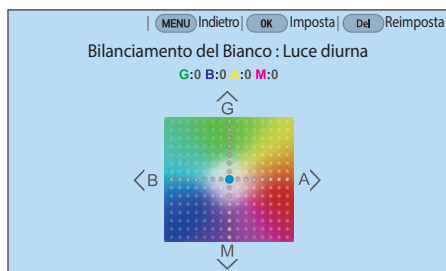 | MENU Indietro | OK Imposta | Del Reimposta
Bilanciamento del Bianco : Luce diurna
G:0 B:0 A:0 M:0
G
B A
M